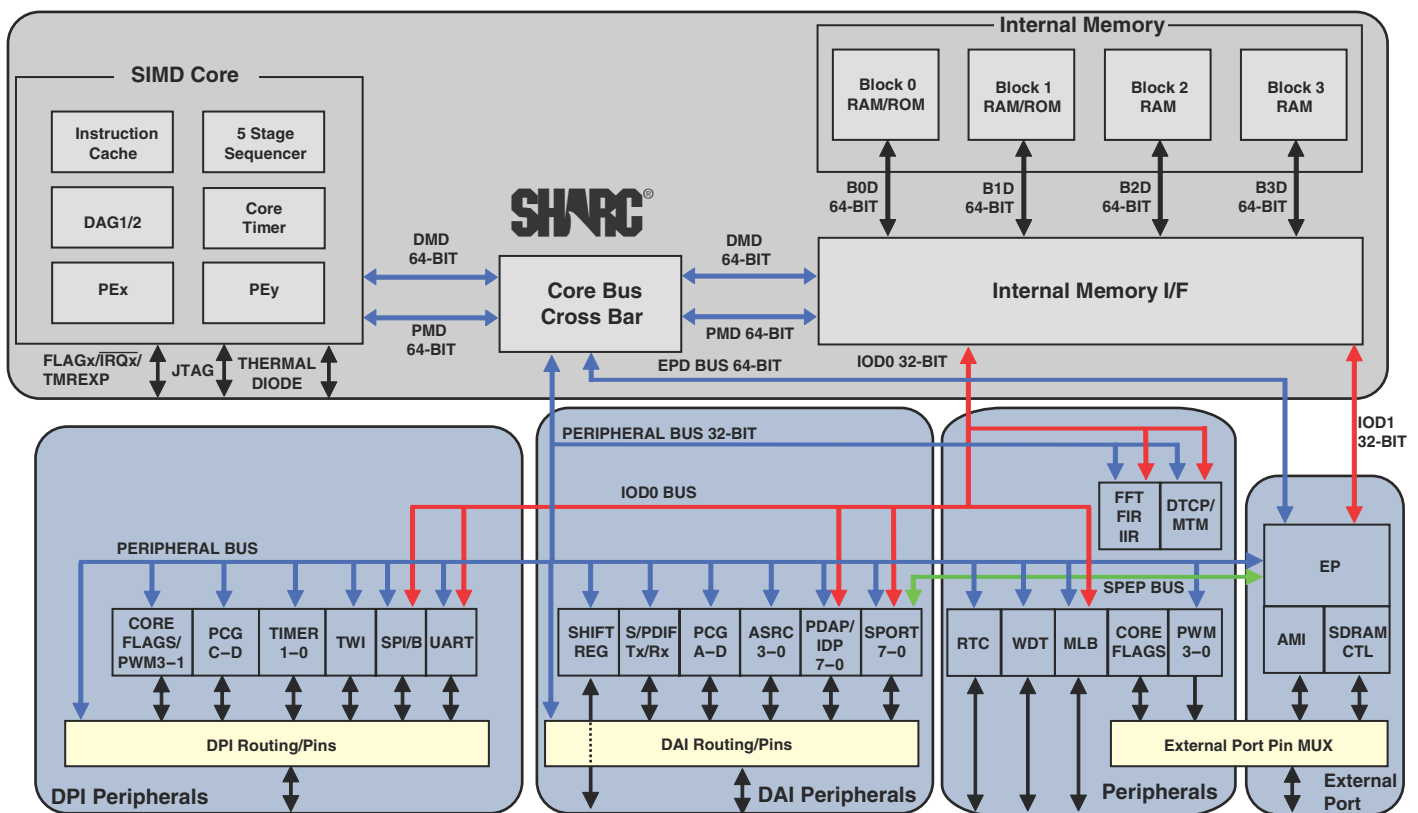 Internal Memory
SIMD Core
Block 0
RAM/ROM
Block 1
RAM/ROM
Block 2
RAM
Block 3
RAM
Instruction
Cache
5 Stage
Sequencer
DAG1/2
Core
Timer
PEx
PEy
B0D
64-BIT
B1D
64-BIT
B2D
64-BIT
B3D
64-BIT
SHARC®
DMD
64-BIT
DMD
64-BIT
Core Bus
Cross Bar
Internal Memory I/F
PMD
64-BIT
PMD 64-BIT
FLAGx/IRQx/
TMREXP
JTAG
THERMAL
DIODE
EPD BUS 64-BIT
IOD0 32-BIT
IOD1
32-BIT
PERIPHERAL BUS 32-BIT
IOD0 BUS
FFT
FIR
IIR
DTCP/
MTM
PERIPHERAL BUS
EP
SPEP BUS
CORE
FLAGS/
PWM3–1
PCG
C–D
TIMER
1–0
TWI
SPI/B
UART
SHIFT
REG
S/PDIF
Tx/Rx
PCG
A–D
ASRC
3–0
PDAP/
IDP
7–0
SPORT
7–0
RTC
WDT
MLB
CORE
FLAGS
PWM
3–0
AMI
SDRAM
CTL
DPI Routing/Pins
DAI Routing/Pins
External Port Pin MUX
DPI Peripherals
DAI Peripherals
Peripherals
External
Port